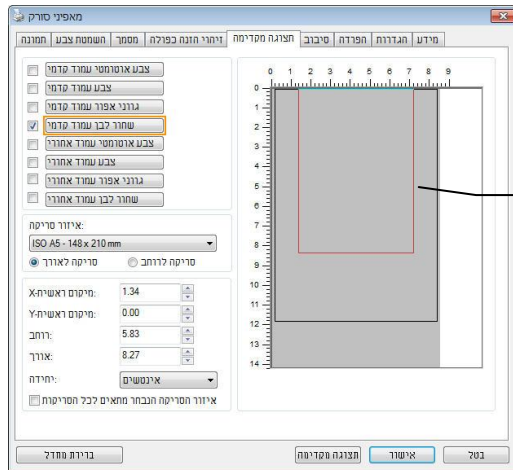 מאפיני סורק
תמונה השמטת צבע מסמך זיהוי הזנה כפולה תצוגה מקדימה סיבוב הפרדה הגדרות מידע
צבע אוטומטי עמוד קדמי
צבע עמוד קדמי
גרוני אפור עמוד קדמי
שחור לבן עמוד קדמי
צבע אוטומטי עמוד אחורי
צבע עמוד אחורי
גרוני אפור עמוד אחורי
שחור לבן עמוד אחורי
איזור סריקה:
ISO A5 - 148 x 210 mm
סריקה לאורך סריקה לרוחב
מיקום ראשית-X: 1.34
מיקום ראשית-Y: 0.00
רוחב: 5.83
אורך: 8.27
יחידה: אינטשים
איזור הסריקה הנבחר מתאים לכל הסריקות
0 1 2 3 4 5 6 7 8 9
0
1
2
3
4
5
6
7
8
9
10
11
12
13
14
ברירת מחדל תצוגה מקדימה אישור בטל